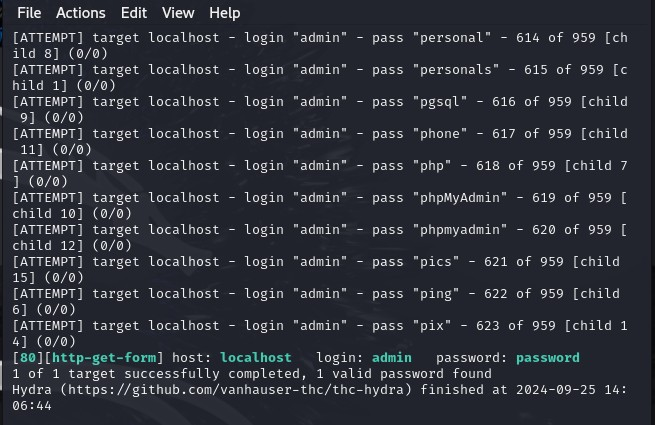 File Actions Edit View Help
[ATTEMPT] target localhost - login "admin" - pass "personal" - 614 of 959 [ch
ild 8] (0/0)
[ATTEMPT] target localhost - login "admin" - pass "personals" - 615 of 959 [c
hild 1] (0/0)
[ATTEMPT] target localhost - login "admin" - pass "pgsql" - 616 of 959 [child
 9] (0/0)
[ATTEMPT] target localhost - login "admin" - pass "phone" - 617 of 959 [child
 11] (0/0)
[ATTEMPT] target localhost - login "admin" - pass "php" - 618 of 959 [child 7
] (0/0)
[ATTEMPT] target localhost - login "admin" - pass "phpMyAdmin" - 619 of 959 [
child 10] (0/0)
[ATTEMPT] target localhost - login "admin" - pass "phpmyadmin" - 620 of 959 [
child 12] (0/0)
[ATTEMPT] target localhost - login "admin" - pass "pics" - 621 of 959 [child 
15] (0/0)
[ATTEMPT] target localhost - login "admin" - pass "ping" - 622 of 959 [child 
6] (0/0)
[ATTEMPT] target localhost - login "admin" - pass "pix" - 623 of 959 [child 1
4] (0/0)
[80][http-get-form] host: localhost   login: admin   password: password
1 of 1 target successfully completed, 1 valid password found
Hydra (https://github.com/vanhauser-thc/thc-hydra) finished at 2024-09-25 14:
06:44